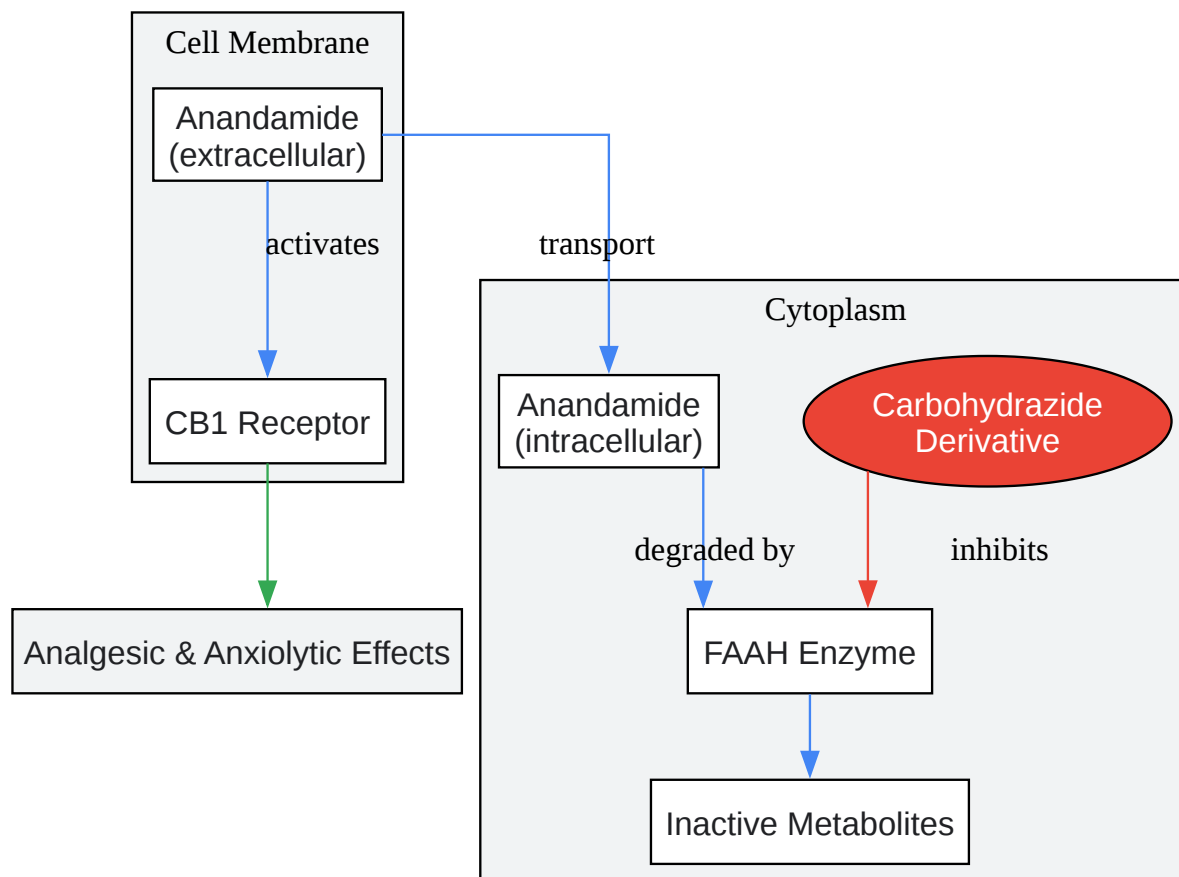 Cell Membrane
Anandamide
(extracellular)
activates
transport
Cytoplasm
CB1 Receptor
Anandamide
(intracellular)
Carbohydrazide
Derivative
degraded by
inhibits
Analgesic & Anxiolytic Effects
FAAH Enzyme
Inactive Metabolites